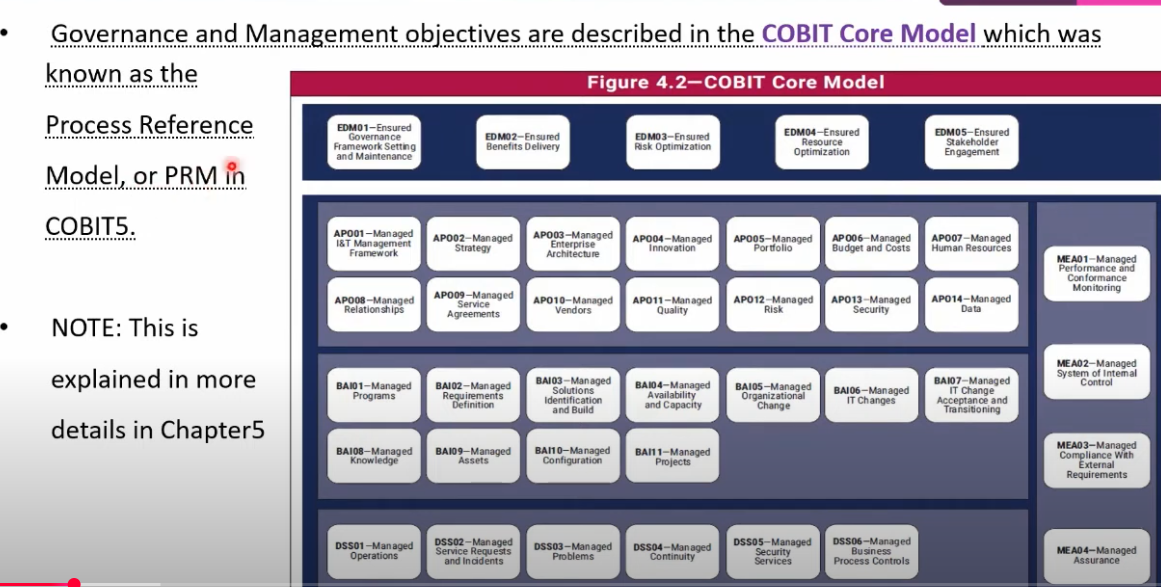 • Governance and Management objectives are described in the COBIT Core Model which was
known as the
Process Reference
Model, or PRM in
COBIT5.
• NOTE: This is
explained in more
details in Chapter5
Figure 4.2—COBIT Core Model
EDM01—Ensured
Governance
Framework Setting
and Maintenance
EDM02—Ensured
Benefits Delivery
EDM03—Ensured
Risk Optimization
EDM04—Ensured
Resource
Optimization
EDM05—Ensured
Stakeholder
Engagement
APO01—Managed
I&T Management
Framework
APO02—Managed
Strategy
APO03—Managed
Enterprise
Architecture
APO04—Managed
Innovation
APO05—Managed
Portfolio
APO06—Managed
Budget and Costs
APO07—Managed
Human Resources
APO08—Managed
Relationships
APO09—Managed
Service
Agreements
APO10—Managed
Vendors
APO11—Managed
Quality
APO12—Managed
Risk
APO13—Managed
Security
APO14—Managed
Data
BAI01—Managed
Programs
BAI02—Managed
Requirements
Definition
BAI03—Managed
Solutions
Identification
and Build
BAI04—Managed
Availability
and Capacity
BAI05—Managed
Organizational
Change
BAI06—Managed
IT Changes
BAI07—Managed
IT Change
Acceptance and
Transitioning
BAI08—Managed
Knowledge
BAI09—Managed
Assets
BAI10—Managed
Configuration
BAI11—Managed
Projects
DSS01—Managed
Operations
DSS02—Managed
Service Requests
and Incidents
DSS03—Managed
Problems
DSS04—Managed
Continuity
DSS05—Managed
Security
Services
DSS06—Managed
Business
Process Controls
MEA01—Managed
Performance and
Conformance
Monitoring
MEA02—Managed
System of Internal
Control
MEA03—Managed
Compliance With
External
Requirements
MEA04—Managed
Assurance